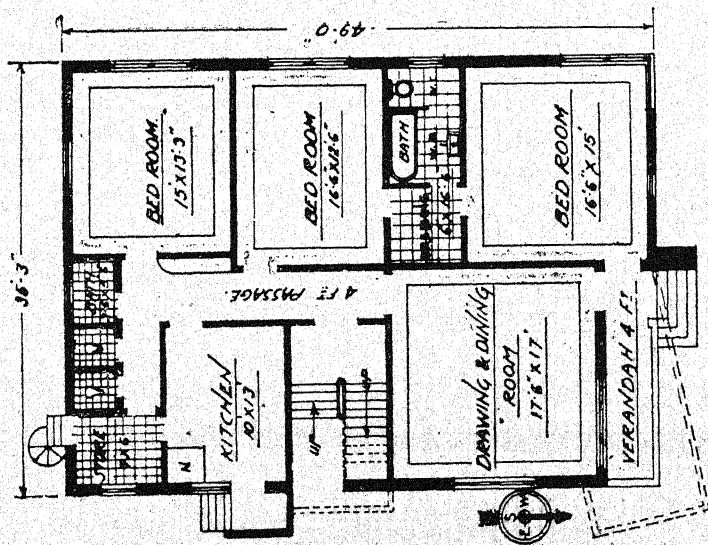 49'-0"
36'-3"
BED ROOM
15'X13'-3"
BED ROOM
16'-6"X12'-6"
BATH
BED ROOM
16'-6"X15'
4 FT PASSAGE
STORE
KITCHEN
10'X13'
UP
DRAWING & DINING
ROOM
17'-6"X17'
VERANDAH 4 FT
S
W
E